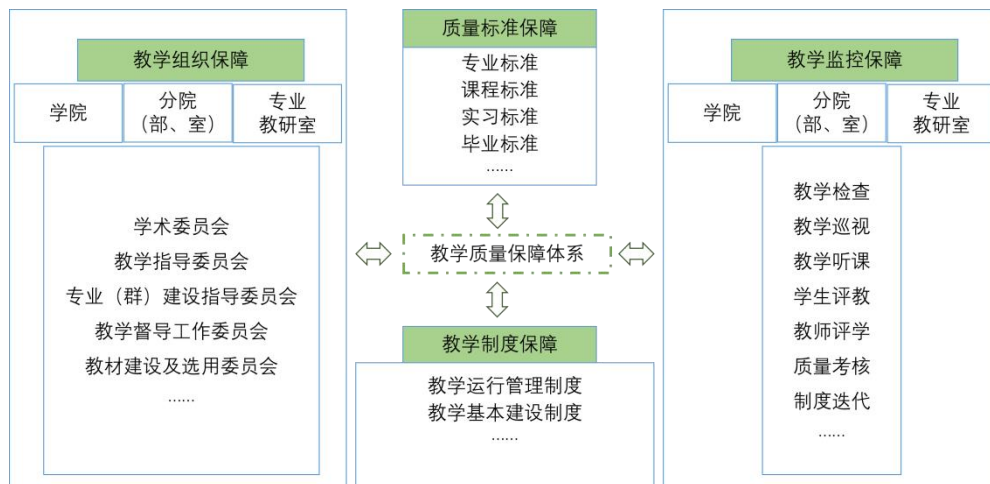 教学组织保障
学院
分院
（部、室）
专业
教研室
学术委员会
教学指导委员会
专业（群）建设指导委员会
教学督导工作委员会
教材建设及选用委员会
......
质量标准保障
专业标准
课程标准
实习标准
毕业标准
......
教学质量保障体系
教学制度保障
教学运行管理制度
教学基本建设制度
......
教学监控保障
学院
分院
（部、室）
专业
教研室
教学检查
教学巡视
教学听课
学生评教
教师评学
质量考核
制度迭代
......